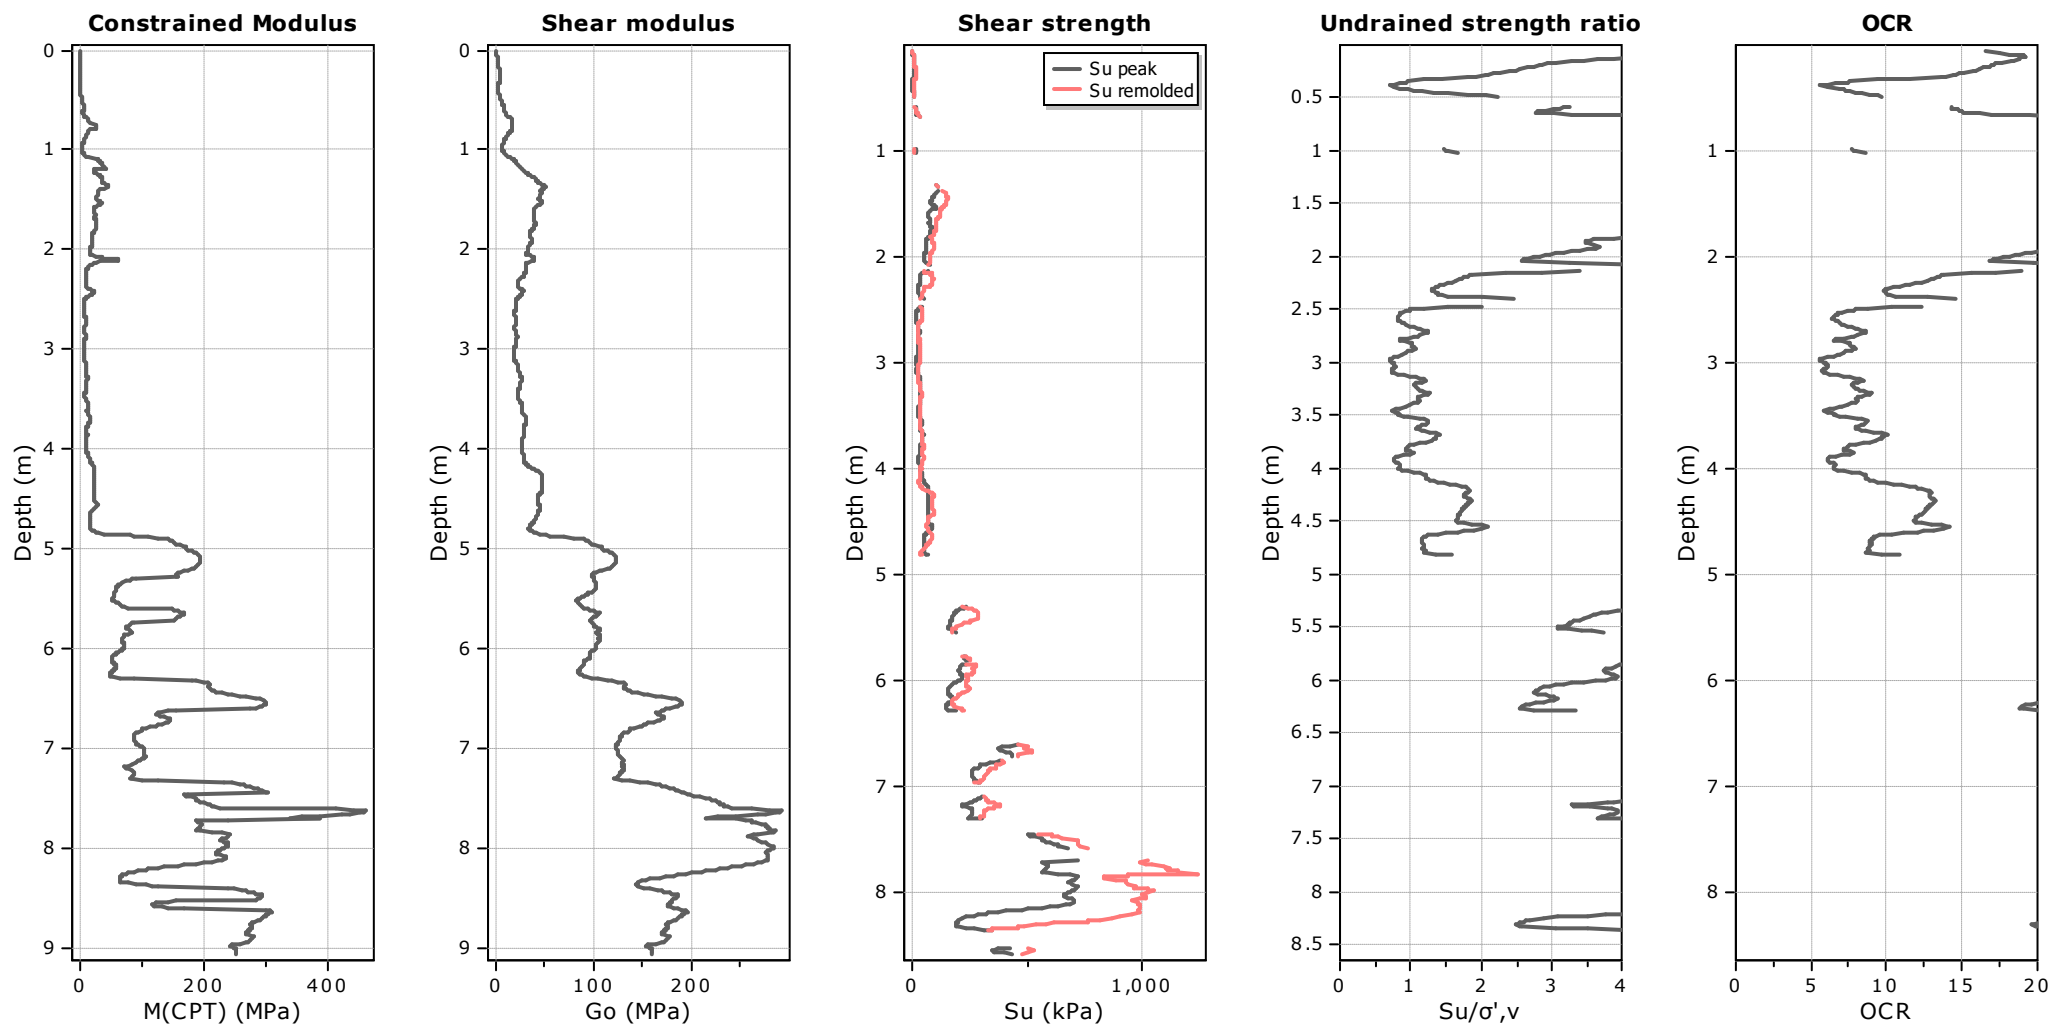 Constrained Modulus
Depth (m)
0
1
2
3
4
5
6
7
8
9
0 200 400
M(CPT) (MPa)
Shear modulus
Depth (m)
0
1
2
3
4
5
6
7
8
9
0 100 200
Go (MPa)
Shear strength
Su peak
Su remolded
Depth (m)
1
2
3
4
5
6
7
8
0 1,000
Su (kPa)
Undrained strength ratio
Depth (m)
0.5
1
1.5
2
2.5
3
3.5
4
4.5
5
5.5
6
6.5
7
7.5
8
8.5
0 1 2 3 4
Su/σ',v
OCR
Depth (m)
1
2
3
4
5
6
7
8
0 5 10 15 20
OCR